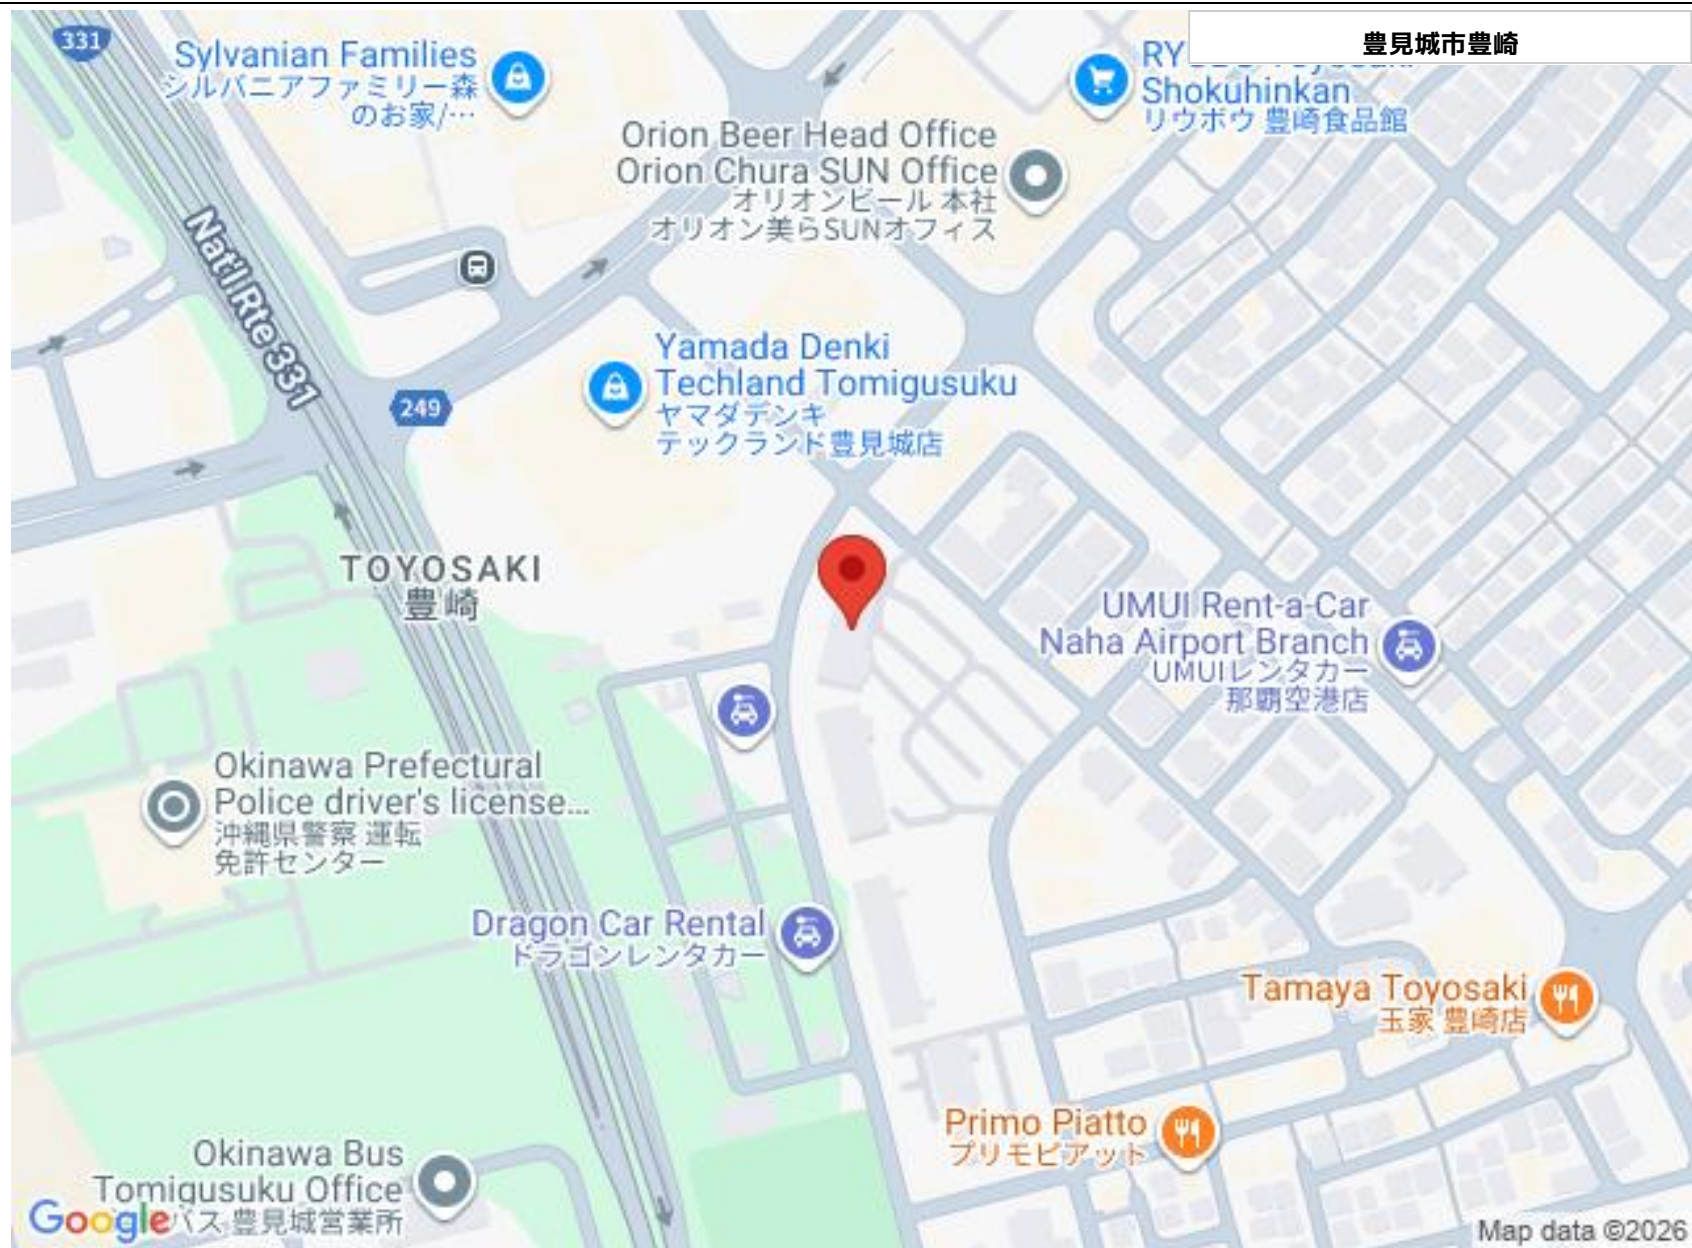 331
豊見城市豊崎
Sylvanian Families
シルバニアファミリー森
のお家/…
Shokuhinkan
リウボウ 豊崎食品館
Orion Beer Head Office
Orion Chura SUN Office
オリオンビール 本社
オリオン美らSUNオフィス
Nat'l Rte 331
Yamada Denki
Techland Tomigusuku
ヤマダデンキ
テックランド豊見城店
249
TOYOSAKI
豊崎
UMUI Rent-a-Car
Naha Airport Branch
UMUIレンタカー
那覇空港店
Okinawa Prefectural
Police driver's license...
沖縄県警察 運転
免許センター
Dragon Car Rental
ドラゴンレンタカー
Tamaya Toyosaki
玉家 豊崎店
Primo Piatto
プリモピアット
Okinawa Bus
Tomigusuku Office
バス 豊見城営業所
Google
Map data ©2026